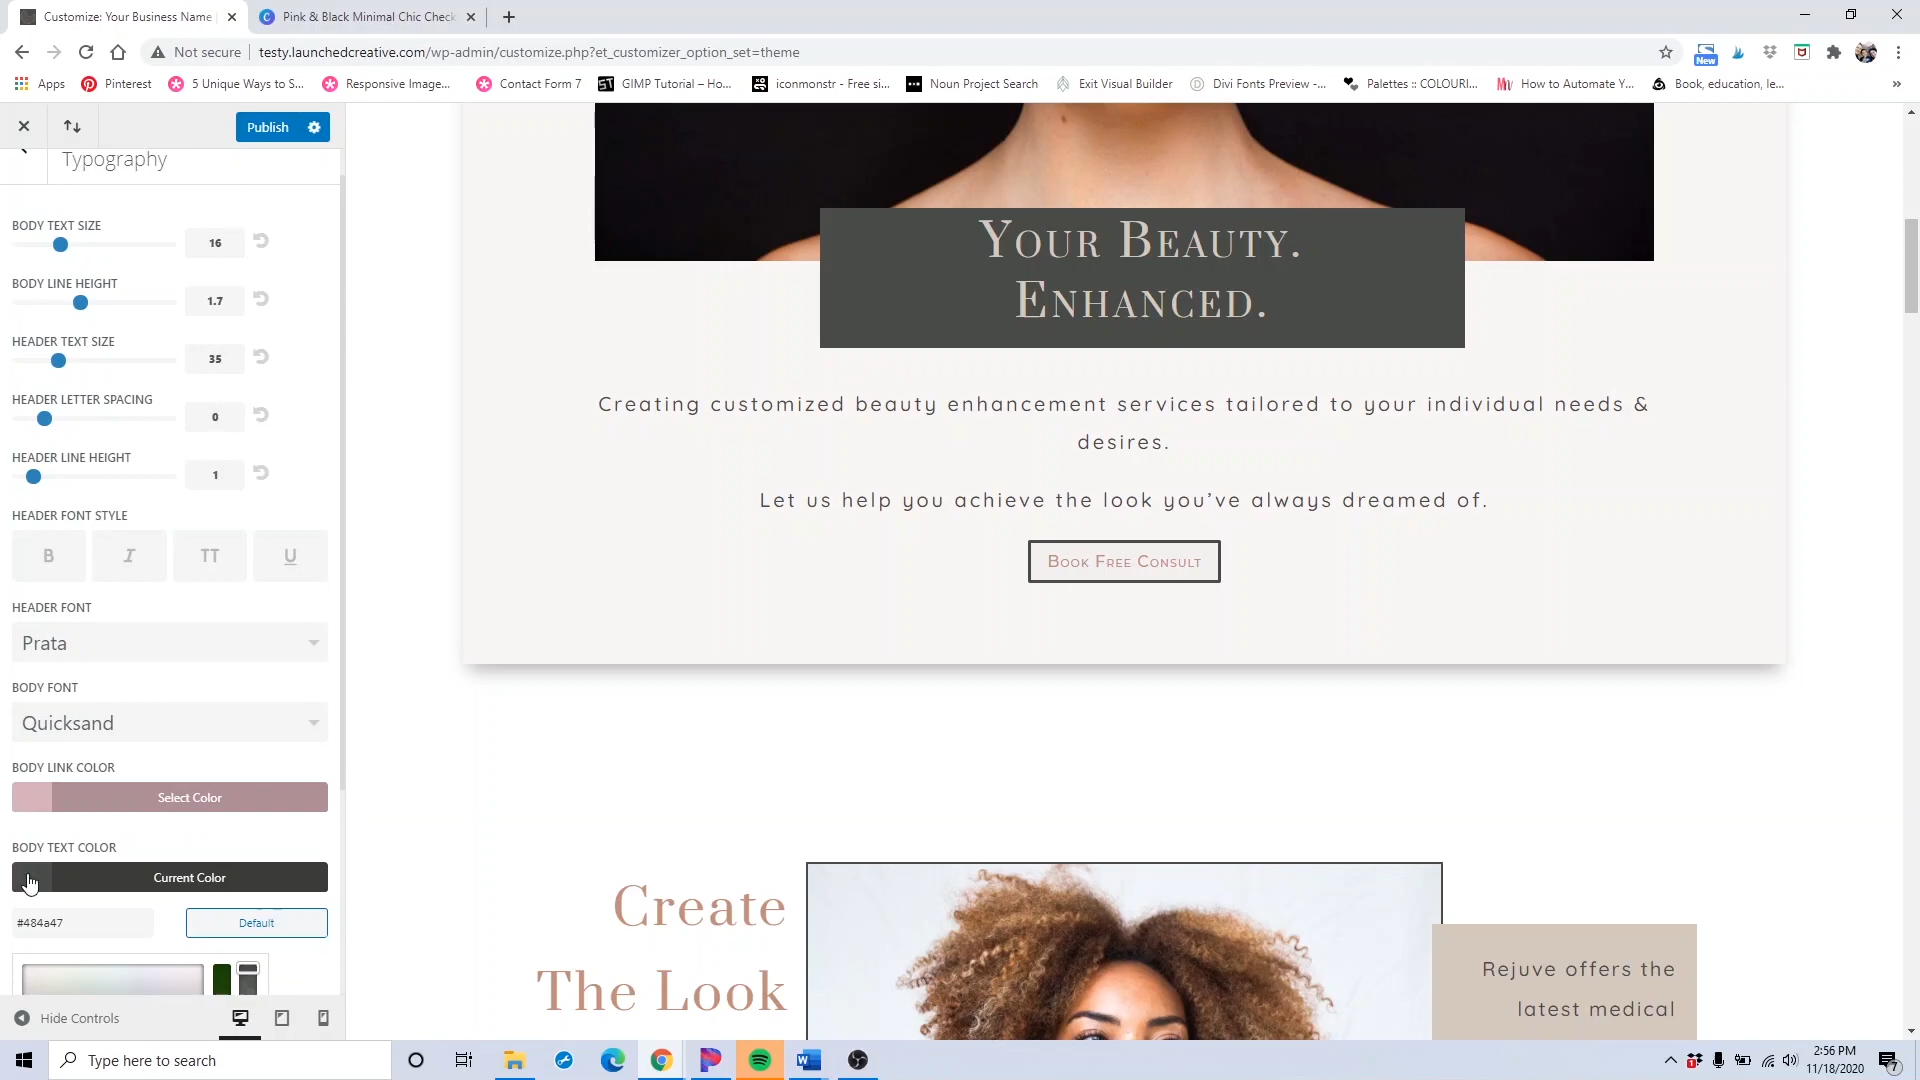 Customize: Your Business Name |
Pink & Black Minimal Chic Check
Not secure
testy.launchedcreative.com/wp-admin/customize.php?et_customizer_option_set=theme
New
Apps
Pinterest
5 Unique Ways to S...
Responsive Image...
Contact Form 7
GIMP Tutorial – Ho...
iconmonstr - Free si...
Noun Project Search
Exit Visual Builder
Divi Fonts Preview -...
Palettes :: COLOURI...
How to Automate Y...
Book, education, le...
Publish
Typography
BODY TEXT SIZE
16
BODY LINE HEIGHT
1.7
HEADER TEXT SIZE
35
HEADER LETTER SPACING
0
HEADER LINE HEIGHT
1
HEADER FONT STYLE
B I TT U
HEADER FONT
Prata
BODY FONT
Quicksand
BODY LINK COLOR
Select Color
BODY TEXT COLOR
Current Color
#484a47
Default
Hide Controls
Your Beauty.
Enhanced.
Creating customized beauty enhancement services tailored to your individual needs &
desires.
Let us help you achieve the look you’ve always dreamed of.
Book Free Consult
Create
The Look
Rejuve offers the
latest medical
Type here to search
2:56 PM
11/18/2020
7